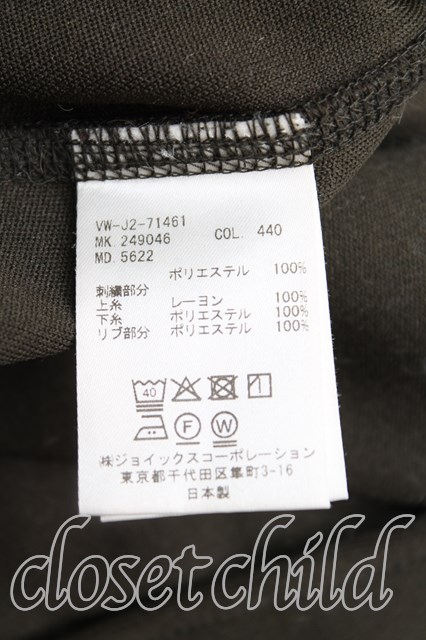 VW-J2-71461
MK. 249046 COL. 440
MD. 5622
ポリエステル 100%
刺繍部分
上糸 レーヨン 100%
下糸 ポリエステル 100%
リブ部分 ポリエステル 100%
40
F W
㈱ジョイックスコーポレーション
東京都千代田区隼町3-16
日本製
closet child